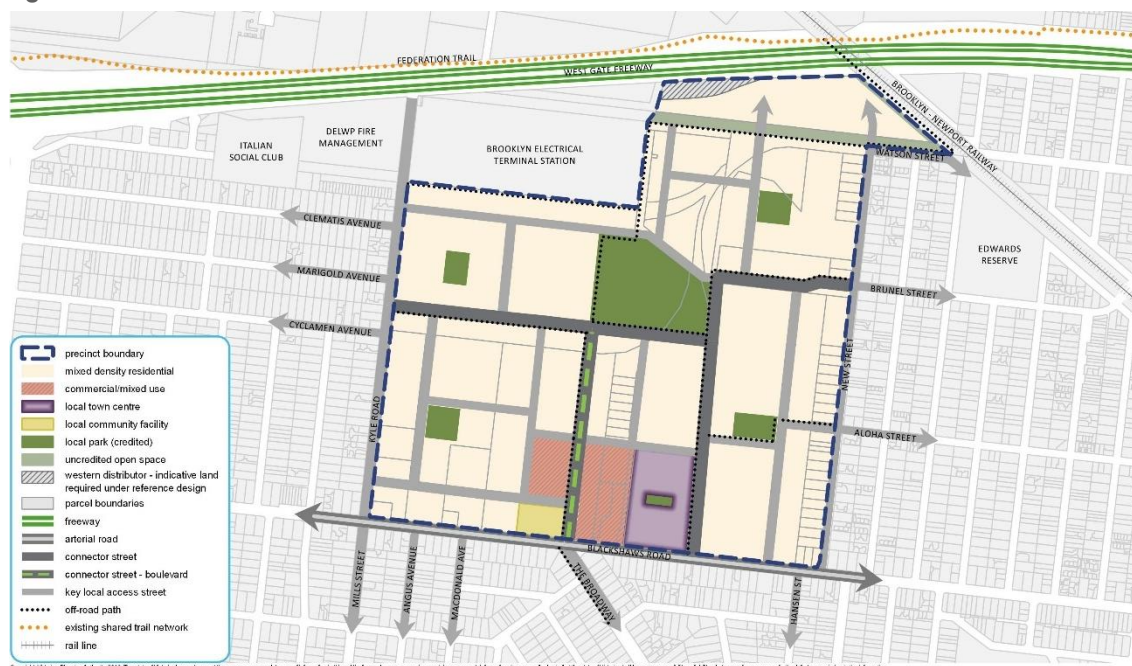 FEDERATION TRAIL
WEST GATE FREEWAY
BROOKLYN - NEWPORT RAILWAY
DELWP FIRE
MANAGEMENT
ITALIAN
SOCIAL CLUB
BROOKLYN ELECTRICAL
TERMINAL STATION
WATSON STREET
CLEMATIS AVENUE
EDWARDS
RESERVE
MARIGOLD AVENUE
BRUNEL STREET
CYCLAMEN AVENUE
NEW STREET
KYLE ROAD
ALOHA STREET
BLACKSHAWS ROAD
MILLS STREET
ANGUS AVENUE
MACDONALD AVE
THE BROADWAY
HANSEN ST
precinct boundary
mixed density residential
commercial/mixed use
local town centre
local community facility
local park (credited)
uncredited open space
western distributor - indicative land
required under reference design
parcel boundaries
freeway
arterial road
connector street
connector street - boulevard
key local access street
off-road path
existing shared trail network
rail line